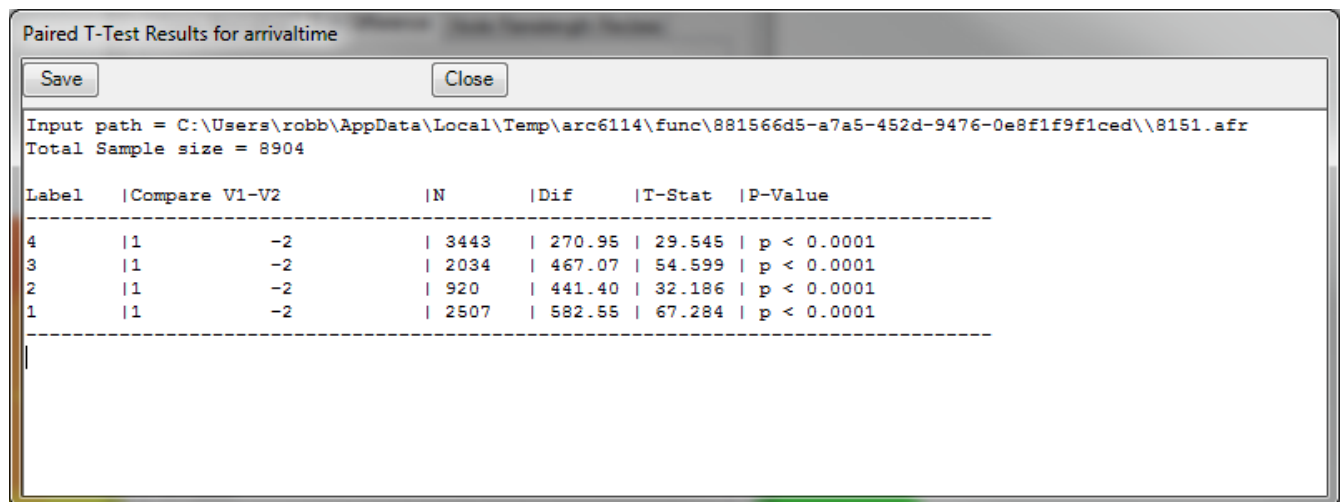 Paired T-Test Results for arrivaltime
Save Close
Input path = C:\Users\robb\AppData\Local\Temp\arc6114\func\881566d5-a7a5-452d-9476-0e8f1f9f1ced\\8151.afr
Total Sample size = 8904
Label |Compare V1-V2 |N |Dif |T-Stat |P-Value
----------------------------------------------------------------------------------------------------
4 |1 -2 | 3443 | 270.95 | 29.545 | p < 0.0001
3 |1 -2 | 2034 | 467.07 | 54.599 | p < 0.0001
2 |1 -2 | 920 | 441.40 | 32.186 | p < 0.0001
1 |1 -2 | 2507 | 582.55 | 67.284 | p < 0.0001
----------------------------------------------------------------------------------------------------